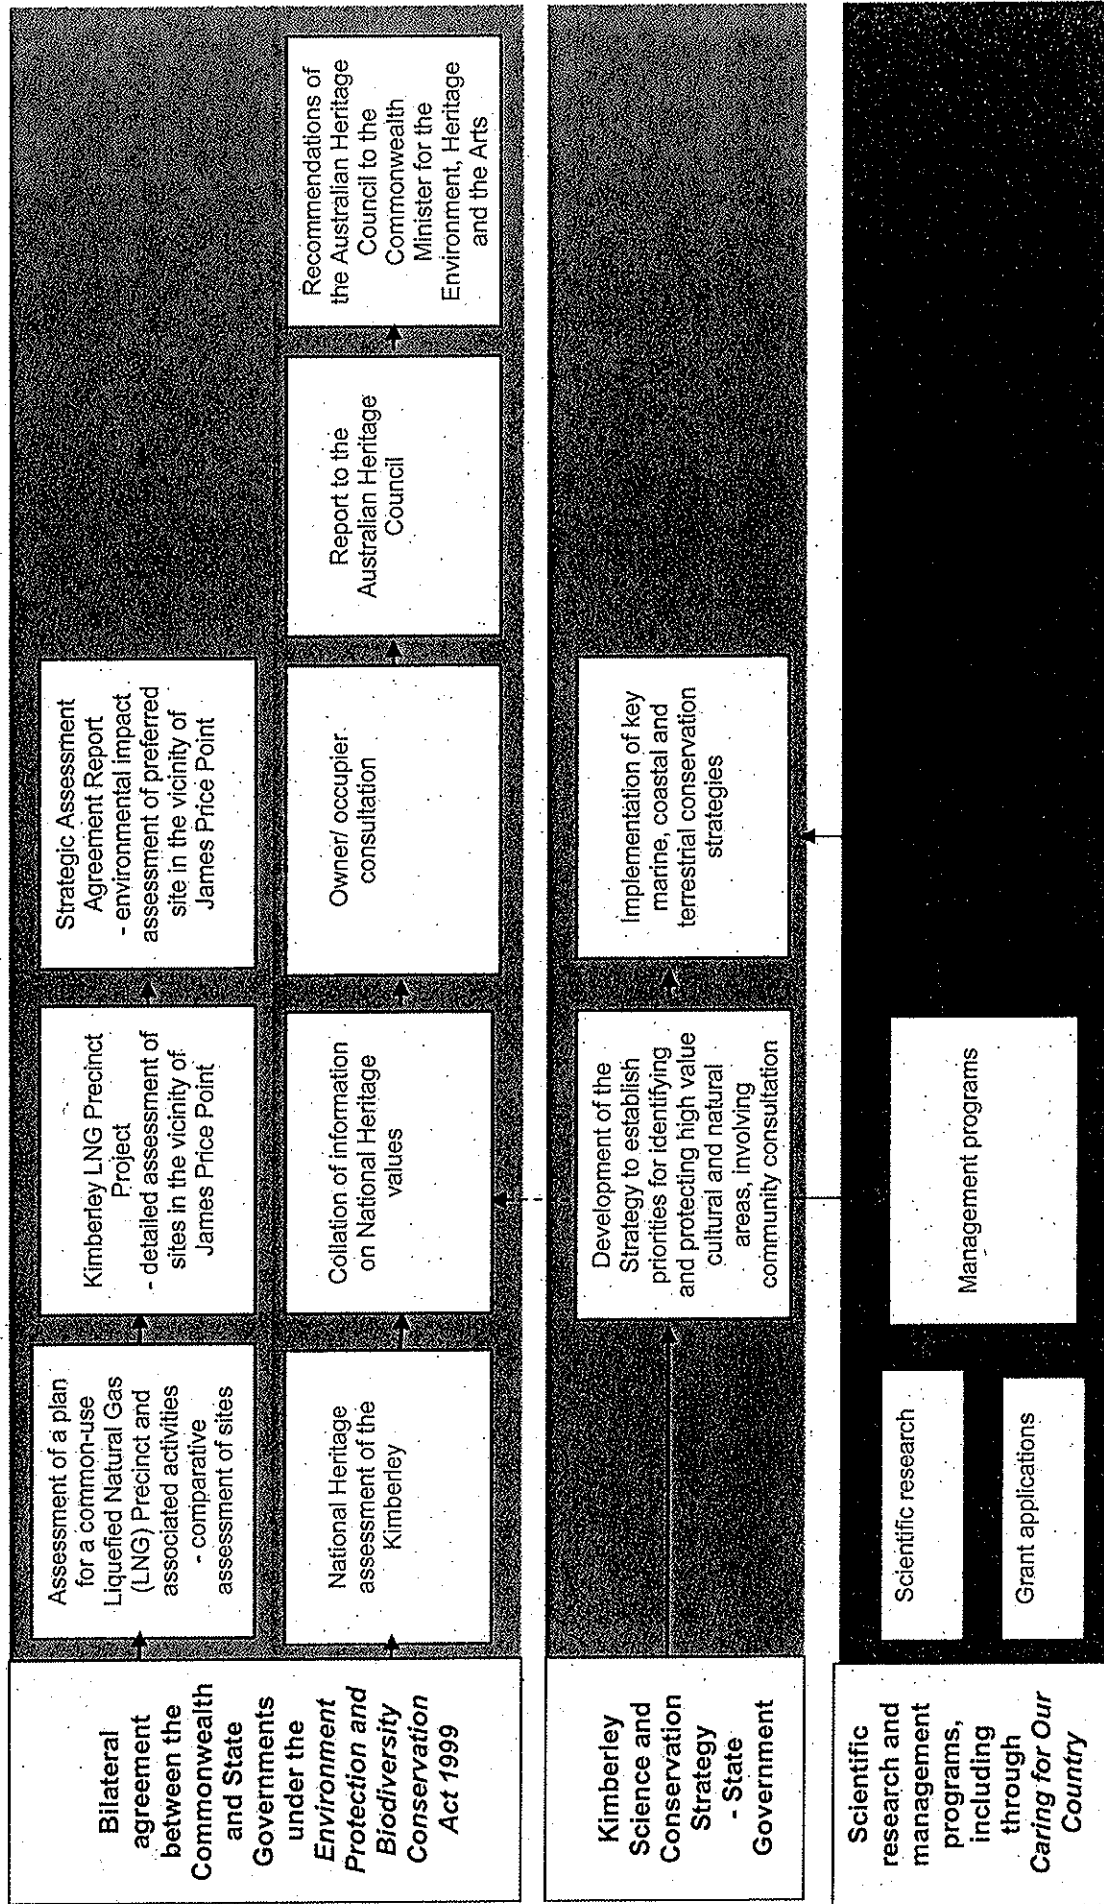 Bilateral
agreement
between the
Commonwealth
and State
Governments
under the
Environment
Protection and
Biodiversity
Conservation
Act 1999
Assessment of a plan
for a common-use
Liquefied Natural Gas
(LNG) Precinct and
associated activities
- comparative
assessment of sites
Kimberley LNG Precinct
Project
- detailed assessment of
sites in the vicinity of
James Price Point
Strategic Assessment
Agreement Report
- environmental impact
assessment of preferred
site in the vicinity of
James Price Point
National Heritage
assessment of the
Kimberley
Collation of information
on National Heritage
values
Owner/ occupier
consultation
Report to the
Australian Heritage
Council
Recommendations of
the Australian Heritage
Council to the
Commonwealth
Minister for the
Environment, Heritage
and the Arts
Kimberley
Science and
Conservation
Strategy
- State
Government
Development of the
Strategy to establish
priorities for identifying
and protecting high value
cultural and natural
areas, involving
community consultation
Implementation of key
marine, coastal and
terrestrial conservation
strategies
Scientific
research and
management
programs,
including
through
Caring for Our
Country
Scientific research
Grant applications
Management programs